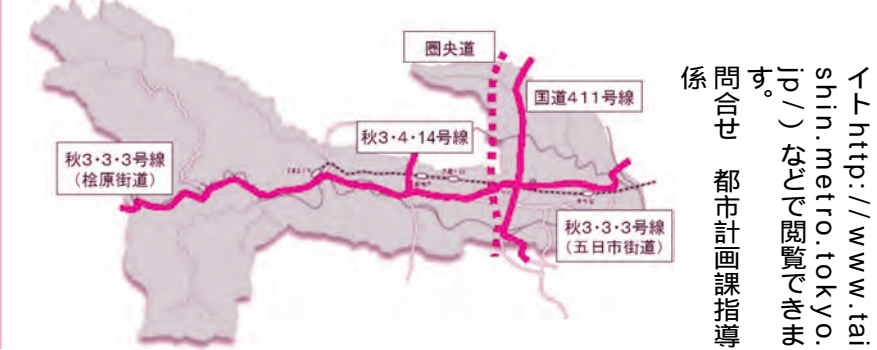 圏央道
国道411号線
秋3・4・14号線
秋3・3・3号線
(桧原街道)
秋3・3・3号線
(五日市街道)
イトhttp://www.tai
shin.metro.tokyo.
jp/)などで閲覧できま
す。
問合せ 都市計画課指導
係